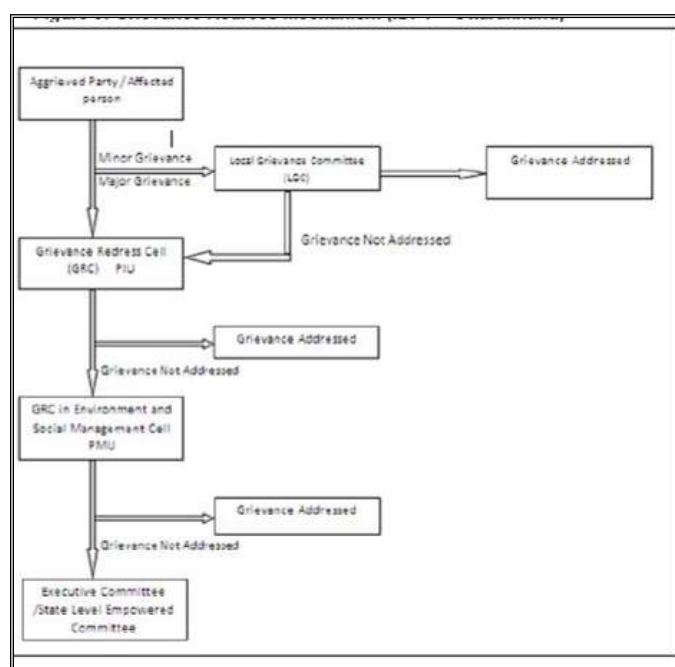 Aggrieved Party / Affected
person
Minor Grievance
Major Grievance
Local Grievance Committee
(LGC)
Grievance Addressed
Grievance Not Addressed
Grievance Redress Cell
(GRC) PIU
Grievance Addressed
Grievance Not Addressed
GRC in Environment and
Social Management Cell
PMU
Grievance Addressed
Grievance Not Addressed
Executive Committee
/State Level Empowered
Committee